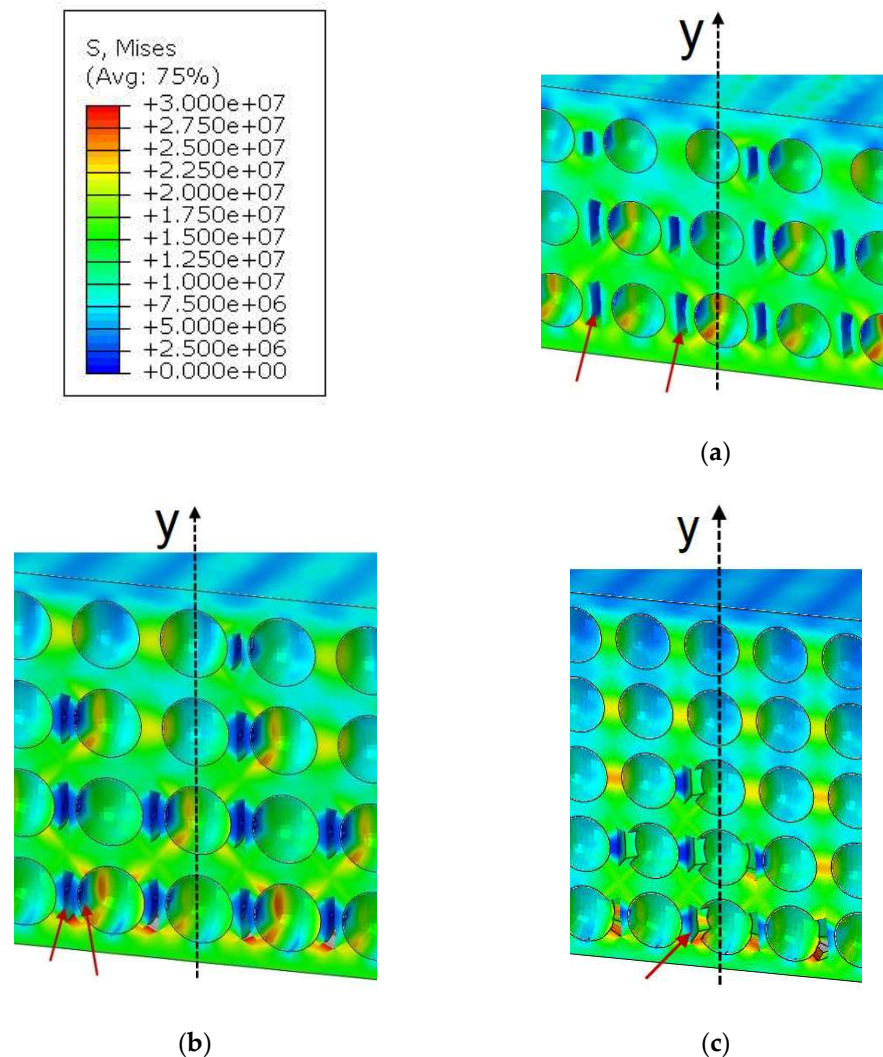 S, Mises
(Avg: 75%)
+3.000e+07
+2.750e+07
+2.500e+07
+2.250e+07
+2.000e+07
+1.750e+07
+1.500e+07
+1.250e+07
+1.000e+07
+7.500e+06
+5.000e+06
+2.500e+06
+0.000e+00
y
(a)
y
y
(b)
(c)